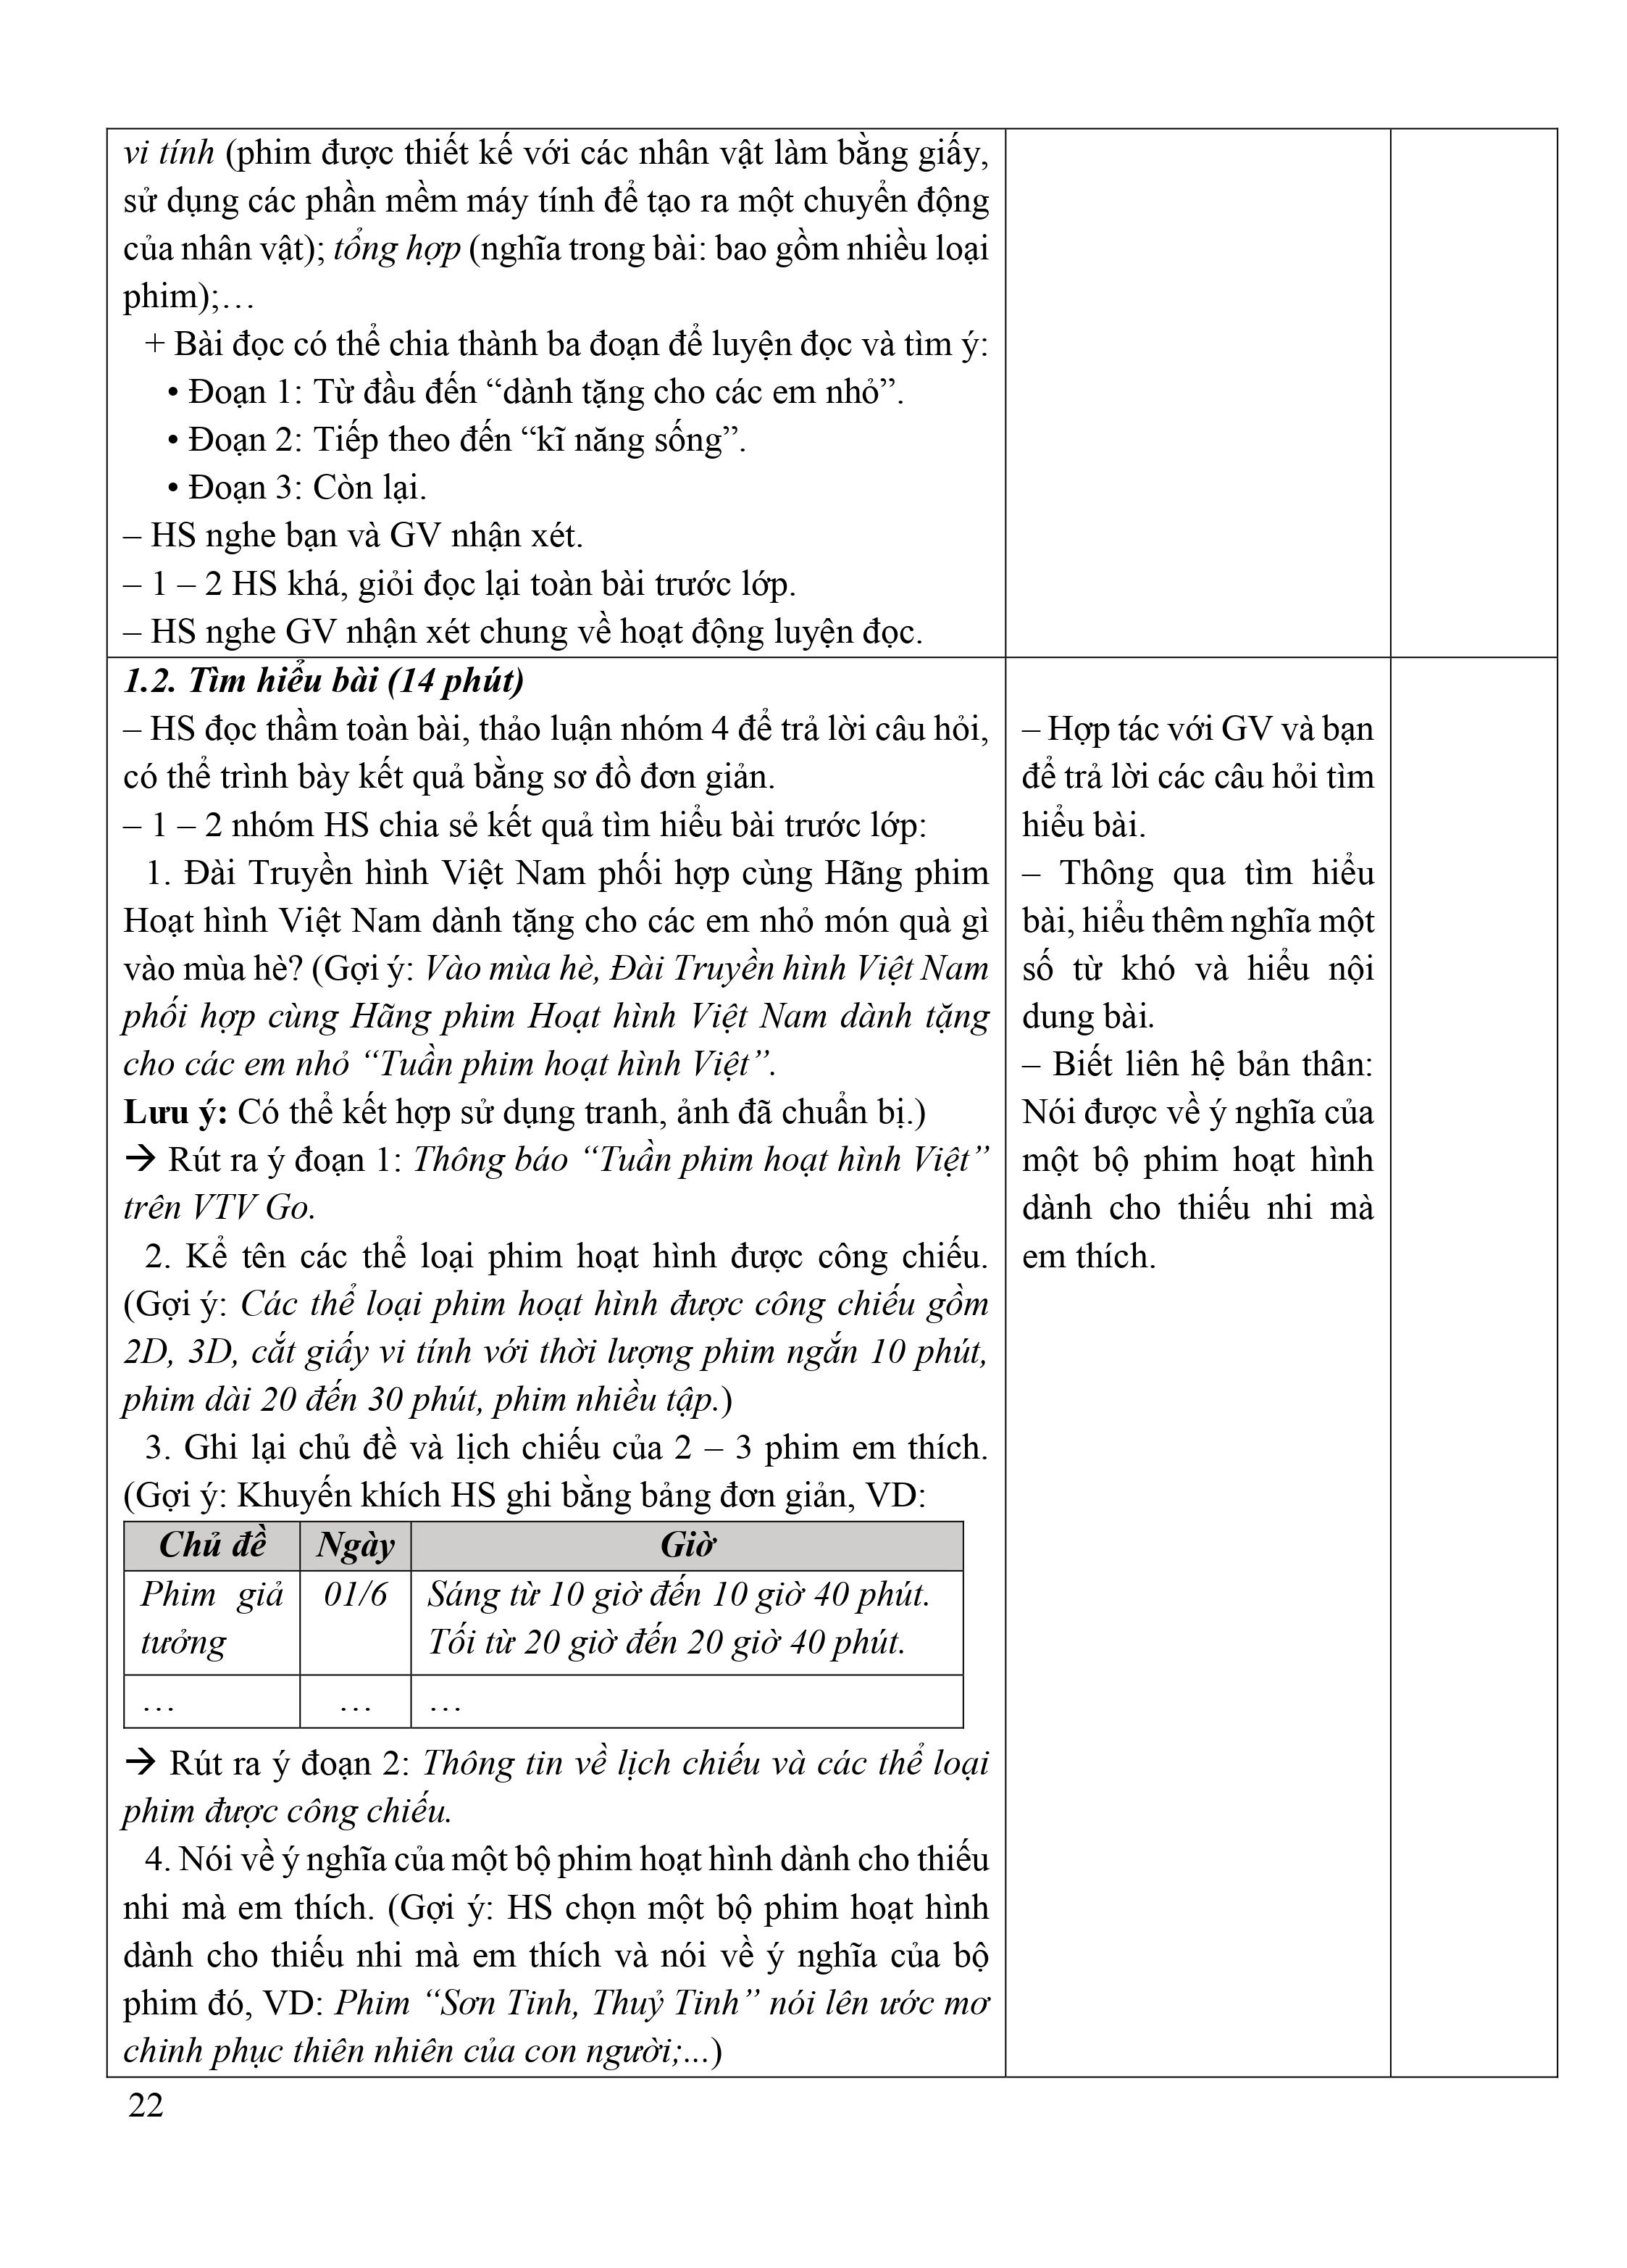 vi tính (phim được thiết kế với các nhân vật làm bằng giấy,
sử dụng các phần mềm máy tính để tạo ra một chuyển động
của nhân vật); tổng hợp (nghĩa trong bài: bao gồm nhiều loại
phim);…
+ Bài đọc có thể chia thành ba đoạn để luyện đọc và tìm ý:
• Đoạn 1: Từ đầu đến “dành tặng cho các em nhỏ”.
• Đoạn 2: Tiếp theo đến “kĩ năng sống”.
• Đoạn 3: Còn lại.
– HS nghe bạn và GV nhận xét.
– 1 – 2 HS khá, giỏi đọc lại toàn bài trước lớp.
– HS nghe GV nhận xét chung về hoạt động luyện đọc.
1.2. Tìm hiểu bài (14 phút)
– HS đọc thầm toàn bài, thảo luận nhóm 4 để trả lời câu hỏi,
có thể trình bày kết quả bằng sơ đồ đơn giản.
– 1 – 2 nhóm HS chia sẻ kết quả tìm hiểu bài trước lớp:
1. Đài Truyền hình Việt Nam phối hợp cùng Hãng phim
Hoạt hình Việt Nam dành tặng cho các em nhỏ món quà gì
vào mùa hè? (Gợi ý: Vào mùa hè, Đài Truyền hình Việt Nam
phối hợp cùng Hãng phim Hoạt hình Việt Nam dành tặng
cho các em nhỏ “Tuần phim hoạt hình Việt”.
Lưu ý: Có thể kết hợp sử dụng tranh, ảnh đã chuẩn bị.)
→ Rút ra ý đoạn 1: Thông báo “Tuần phim hoạt hình Việt”
trên VTV Go.
2. Kể tên các thể loại phim hoạt hình được công chiếu.
(Gợi ý: Các thể loại phim hoạt hình được công chiếu gồm
2D, 3D, cắt giấy vi tính với thời lượng phim ngắn 10 phút,
phim dài 20 đến 30 phút, phim nhiều tập.)
3. Ghi lại chủ đề và lịch chiếu của 2 – 3 phim em thích.
(Gợi ý: Khuyến khích HS ghi bằng bảng đơn giản, VD:
Chủ đề Ngày Giờ
Phim giả 01/6 Sáng từ 10 giờ đến 10 giờ 40 phút.
tưởng Tối từ 20 giờ đến 20 giờ 40 phút.
… … …
→ Rút ra ý đoạn 2: Thông tin về lịch chiếu và các thể loại
phim được công chiếu.
4. Nói về ý nghĩa của một bộ phim hoạt hình dành cho thiếu
nhi mà em thích. (Gợi ý: HS chọn một bộ phim hoạt hình
dành cho thiếu nhi mà em thích và nói về ý nghĩa của bộ
phim đó, VD: Phim “Sơn Tinh, Thuỷ Tinh” nói lên ước mơ
chinh phục thiên nhiên của con người;...)
– Hợp tác với GV và bạn
để trả lời các câu hỏi tìm
hiểu bài.
– Thông qua tìm hiểu
bài, hiểu thêm nghĩa một
số từ khó và hiểu nội
dung bài.
– Biết liên hệ bản thân:
Nói được về ý nghĩa của
một bộ phim hoạt hình
dành cho thiếu nhi mà
em thích.
22